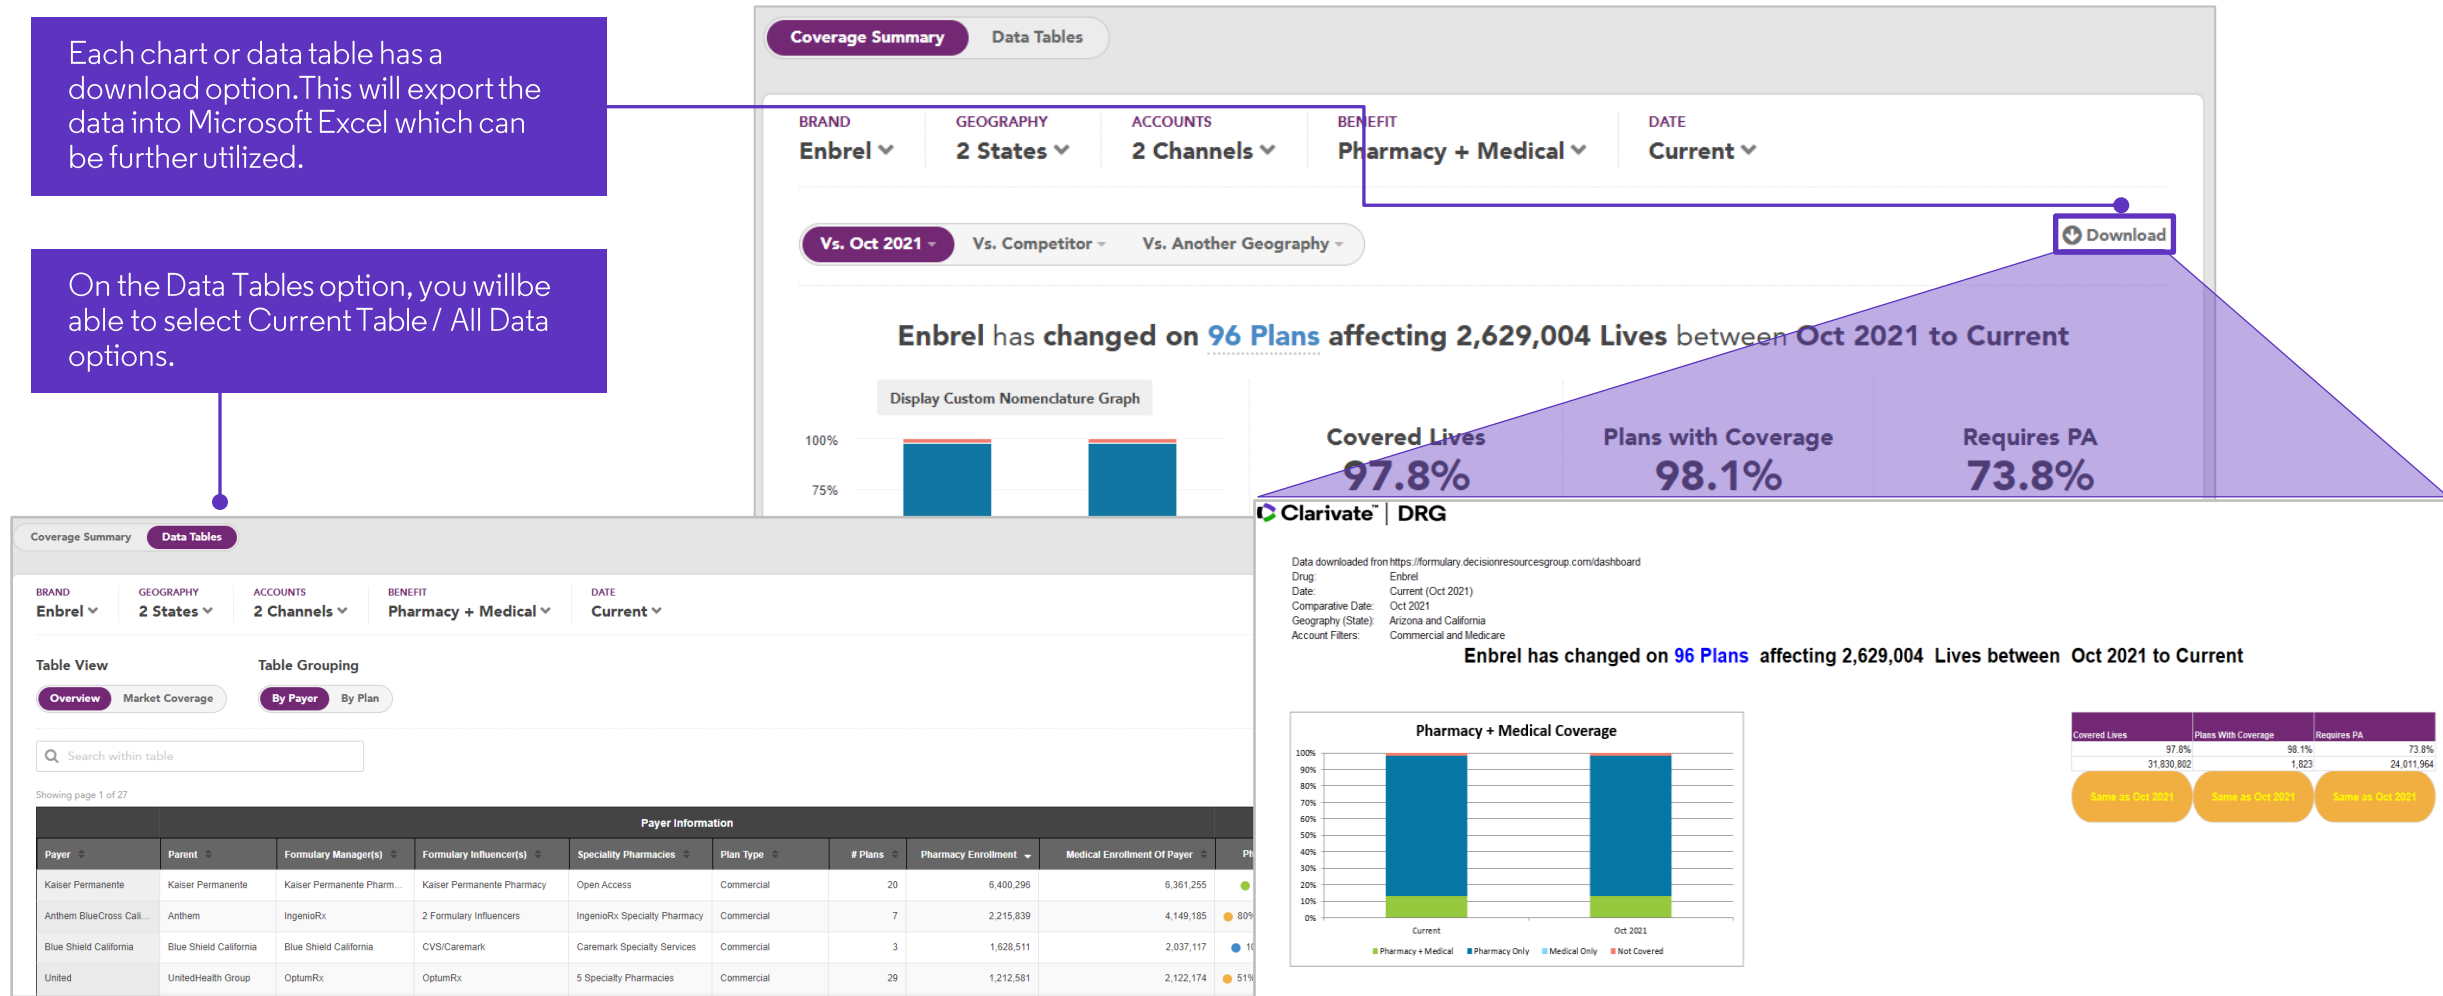 Each chart or data table has a
download option.This will export the
data into Microsoft Excel which can
be further utilized.
On the Data Tables option, you willbe
able to select Current Table / All Data
options.
Coverage Summary Data Tables
BRAND GEOGRAPHY ACCOUNTS BENEFIT DATE
Enbrel 2 States 2 Channels Pharmacy + Medical Current
Vs. Oct 2021 Vs. Competitor Vs. Another Geography Download
Enbrel has changed on 96 Plans affecting 2,629,004 Lives between Oct 2021 to Current
Display Custom Nomenclature Graph
100%
75%
Covered Lives Plans with Coverage Requires PA
97.8% 98.1% 73.8%
Coverage Summary Data Tables
BRAND GEOGRAPHY ACCOUNTS BENEFIT DATE
Enbrel 2 States 2 Channels Pharmacy + Medical Current
Table View Table Grouping
Overview Market Coverage By Payer By Plan
Search within table
Showing page 1 of 27
Payer Information
Payer Parent Formulary Manager(s) Formulary Influencer(s) Speciality Pharmacies Plan Type # Plans Pharmacy Enrollment Medical Enrollment Of Payer Ph
Kaiser Permanente Kaiser Permanente Kaiser Permanente Pharm... Kaiser Permanente Pharmacy Open Access Commercial 20 6,400,296 6,361,255
Anthem BlueCross Cali... Anthem IngenioRx 2 Formulary Influencers IngenioRx Specialty Pharmacy Commercial 7 2,215,839 4,149,185 80%
Blue Shield California Blue Shield California Blue Shield California CVS/Caremark Caremark Specialty Services Commercial 3 1,628,511 2,037,117 10
United UnitedHealth Group OptumRx OptumRx 5 Specialty Pharmacies Commercial 29 1,212,581 2,122,174 51%
Clarivate™ | DRG
Data downloaded from https://formulary.decisionresourcesgroup.com/dashboard
Drug: Enbrel
Date: Current (Oct 2021)
Comparative Date: Oct 2021
Geography (State): Arizona and California
Account Filters: Commercial and Medicare
Enbrel has changed on 96 Plans affecting 2,629,004 Lives between Oct 2021 to Current
Pharmacy + Medical Coverage
100%
90%
80%
70%
60%
50%
40%
30%
20%
10%
0%
Current Oct 2021
Pharmacy + Medical Pharmacy Only Medical Only Not Covered
Covered Lives Plans With Coverage Requires PA
97.8% 98.1% 73.8%
31,830,802 1,823 24,011,964
Same as Oct 2021 Same as Oct 2021 Same as Oct 2021